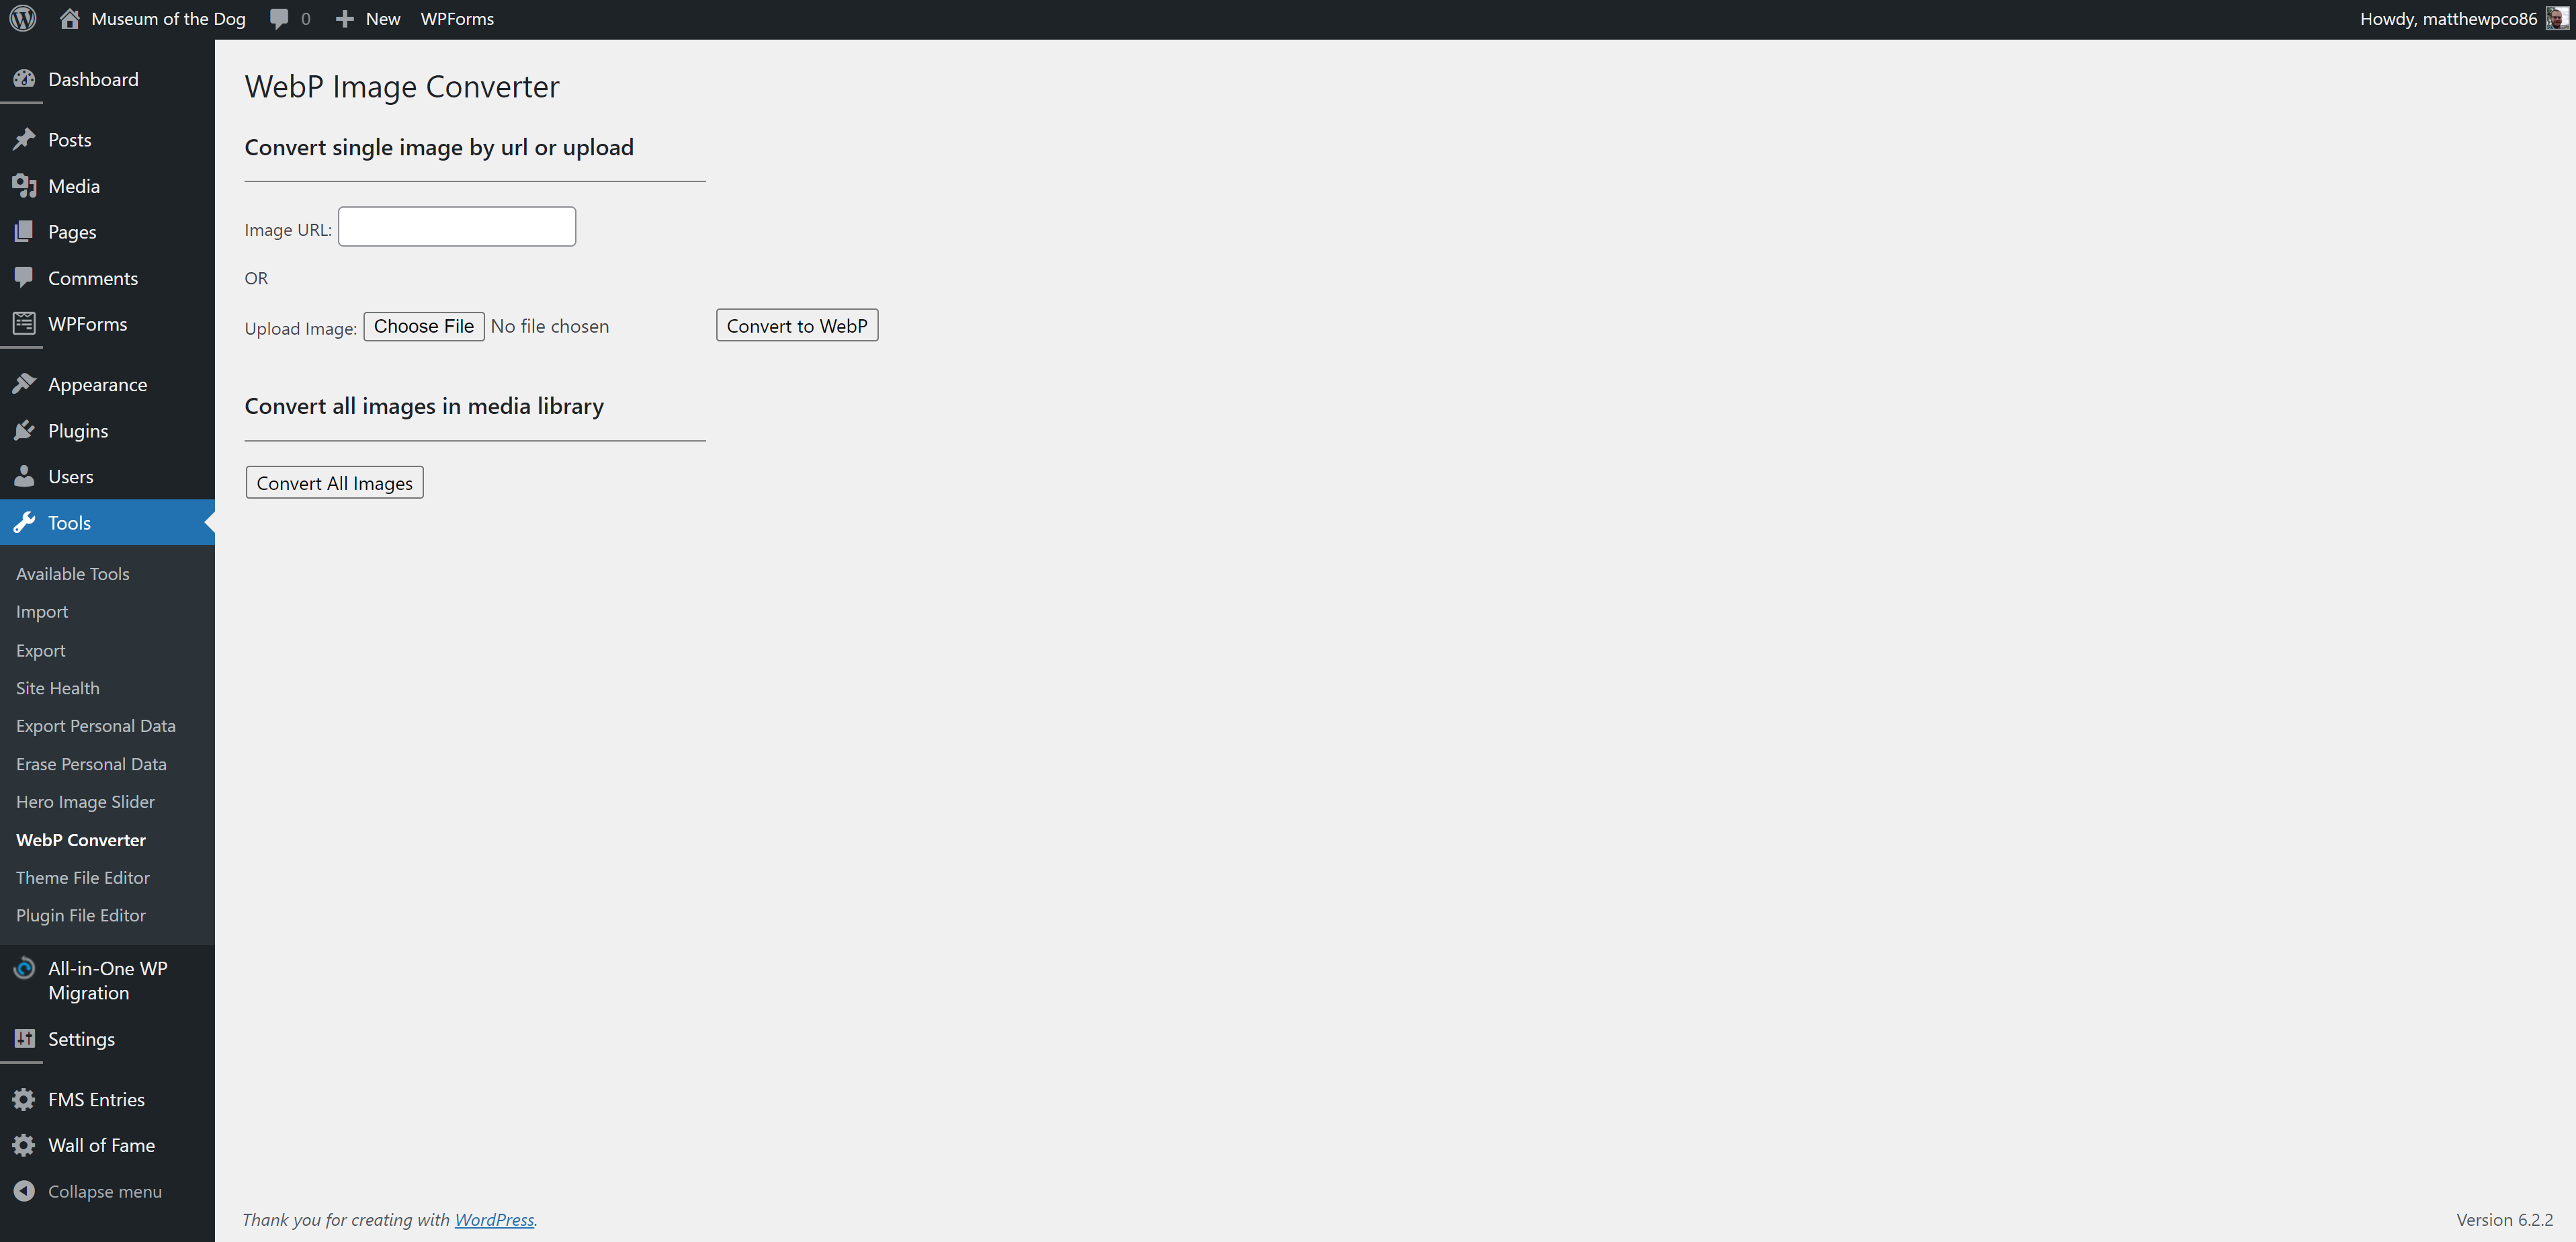 Museum of the Dog 0 New WPForms Howdy, matthewpco86
Dashboard
Posts
Media
Pages
Comments
WPForms
Appearance
Plugins
Users
Tools
Available Tools
Import
Export
Site Health
Export Personal Data
Erase Personal Data
Hero Image Slider
WebP Converter
Theme File Editor
Plugin File Editor
All-in-One WP
Migration
Settings
FMS Entries
Wall of Fame
Collapse menu
WebP Image Converter
Convert single image by url or upload
Image URL:
OR
Upload Image: Choose File No file chosen Convert to WebP
Convert all images in media library
Convert All Images
Thank you for creating with WordPress. Version 6.2.2